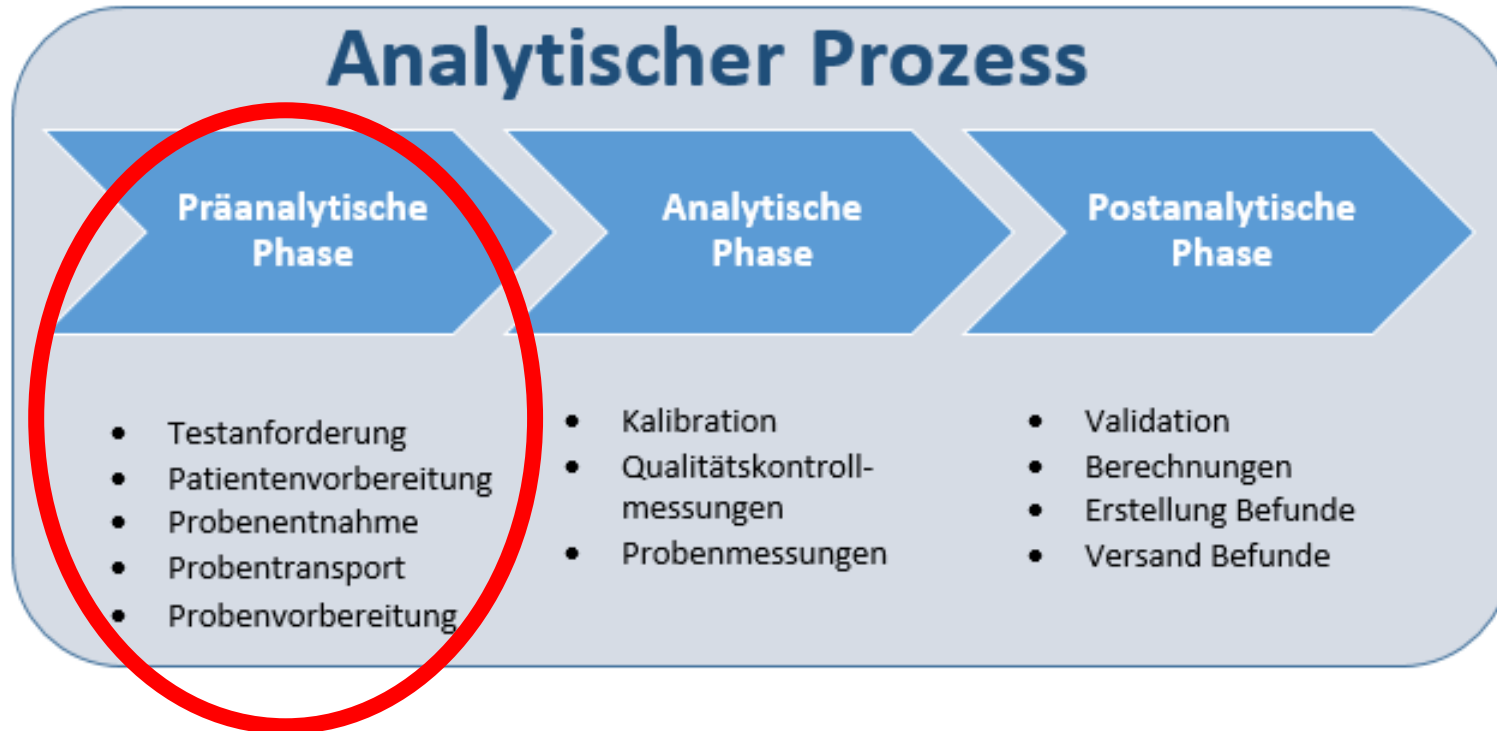 Analytischer Prozess
Präanalytische
Phase
Analytische
Phase
Postanalytische
Phase
• Testanforderung
• Patientenvorbereitung
• Probenentnahme
• Probentransport
• Probenvorbereitung
• Kalibration
• Qualitätskontroll-
messungen
• Probenmessungen
• Validation
• Berechnungen
• Erstellung Befunde
• Versand Befunde